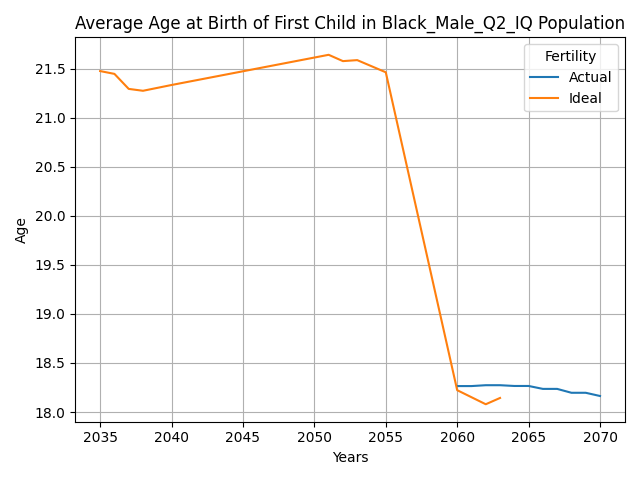 Average Age at Birth of First Child in Black_Male_Q2_IQ Population
Fertility
Actual
Ideal
21.5
21.0
20.5
20.0
19.5
19.0
18.5
18.0
Age
2035
2040
2045
2050
2055
2060
2065
2070
Years